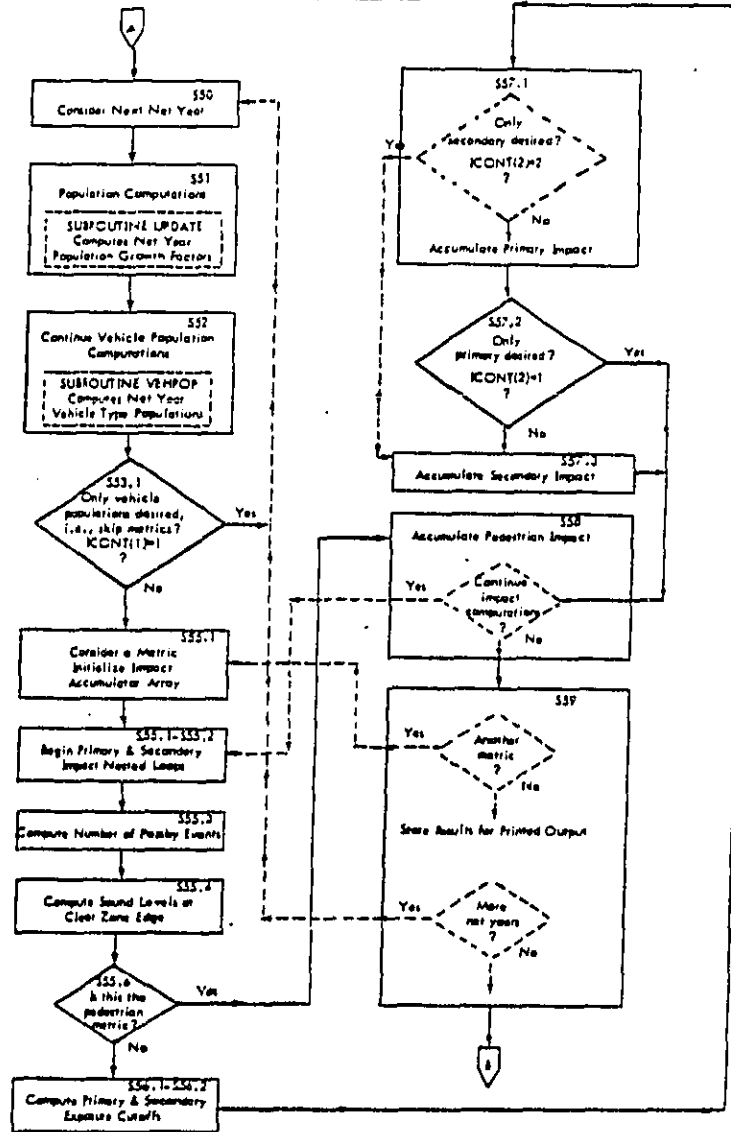 S50
Consider Next Net Year
S51
Population Computations
SUBROUTINE UPDATE
Computes Net Year
Population Growth Factors
S52
Continue Vehicle Population
Computations
SUBROUTINE VEHPOP
Computes Net Year
Vehicle Type Populations
S53.1
Only vehicle
populations desired,
i.e., skip metrics?
ICONT(1)=1
?
Yes
No
S55.1
Consider a Metric
Initialize Impact
Accumulator Array
S55.1-S55.2
Begin Primary & Secondary
Impact Nested Loops
S55.3
Compute Number of Passby Events
Compute Sound Levels at
Clear Zone Edge
S55.6
Is this the
pedestrian
metric?
Yes
No
S56.1-S56.2
Compute Primary & Secondary
Exposure Cutoffs
S57.1
Only
secondary desired?
ICONT(2)=2
?
Yes
No
Accumulate Primary Impact
S57.2
Only
primary desired?
ICONT(2)=1
?
Yes
No
S57.3
Accumulate Secondary Impact
S58
Accumulate Pedestrian Impact
Continue
impact
computations
?
Yes
No
S59
Another
metric
?
Yes
No
Store Results for Printed Output
More
net years
?
Yes
No